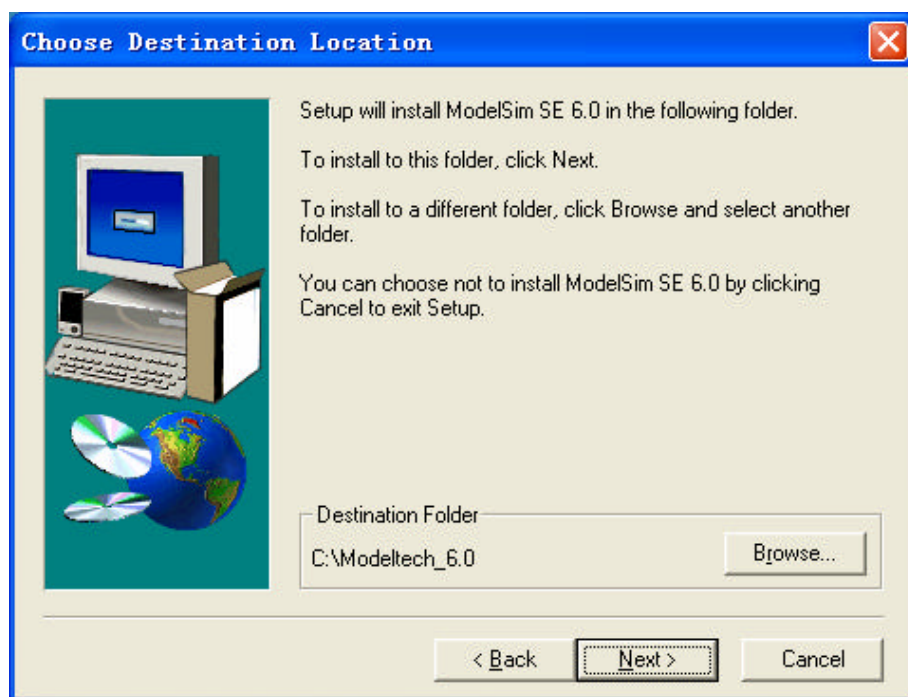 Choose Destination Location
Setup will install ModelSim SE 6.0 in the following folder.
To install to this folder, click Next.
To install to a different folder, click Browse and select another
folder.
You can choose not to install ModelSim SE 6.0 by clicking
Cancel to exit Setup.
Destination Folder
C:\Modeltech_6.0
Browse...
< Back
Next >
Cancel